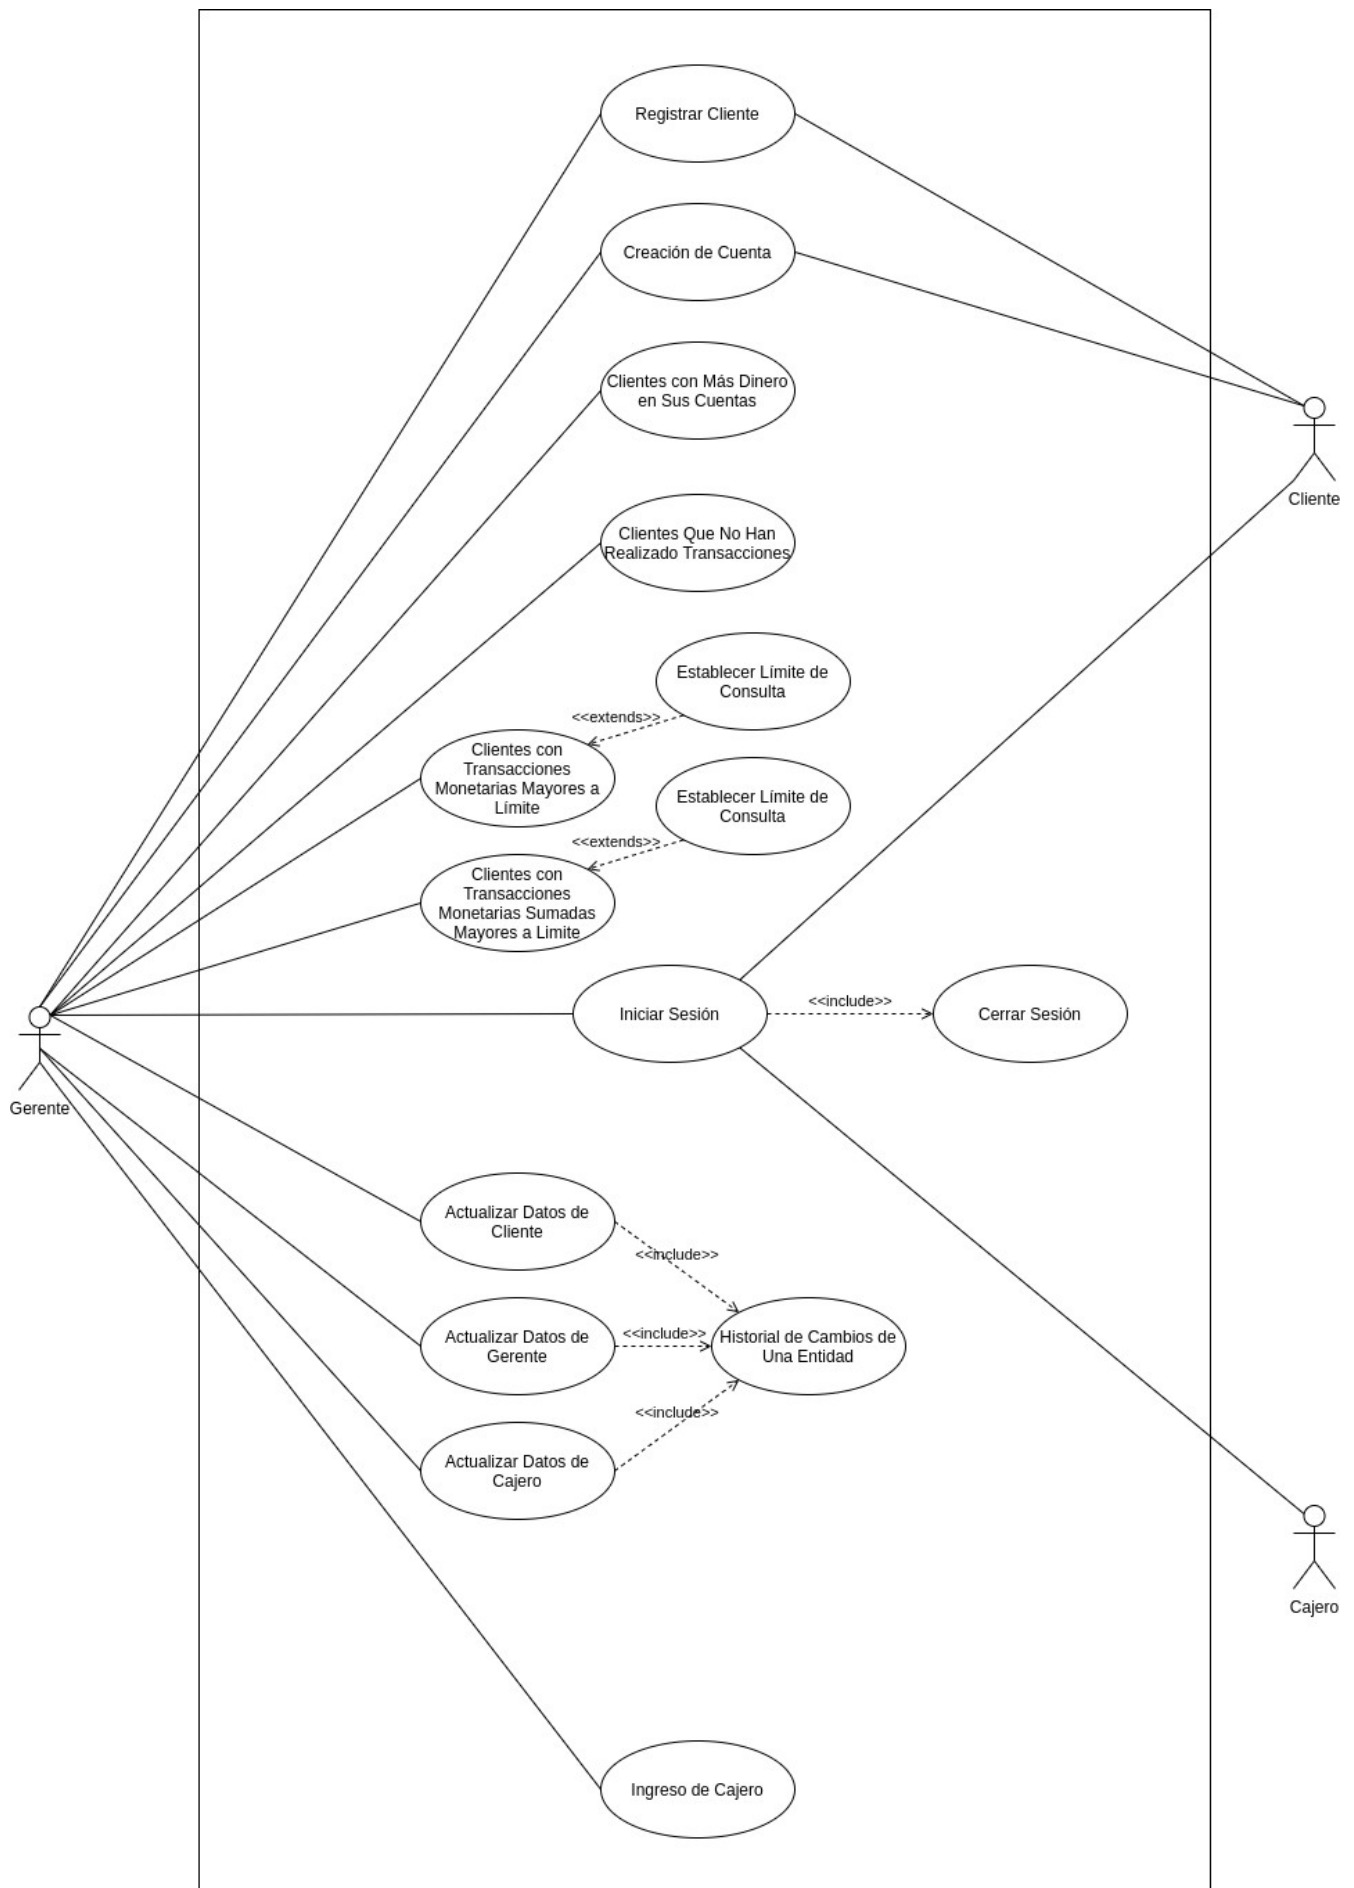 Registrar Cliente
Creación de Cuenta
Clientes con Más Dinero
en Sus Cuentas
Cliente
Clientes Que No Han
Realizado Transacciones
Establecer Límite de
Consulta
<<extends>>
Clientes con
Transacciones
Monetarias Mayores a
Límite
Establecer Límite de
Consulta
<<extends>>
Clientes con
Transacciones
Monetarias Sumadas
Mayores a Limite
Iniciar Sesión
<<include>>
Cerrar Sesión
Gerente
Actualizar Datos de
Cliente
<<include>>
Actualizar Datos de
Gerente
<<include>>
Historial de Cambios de
Una Entidad
<<include>>
Actualizar Datos de
Cajero
Cajero
Ingreso de Cajero